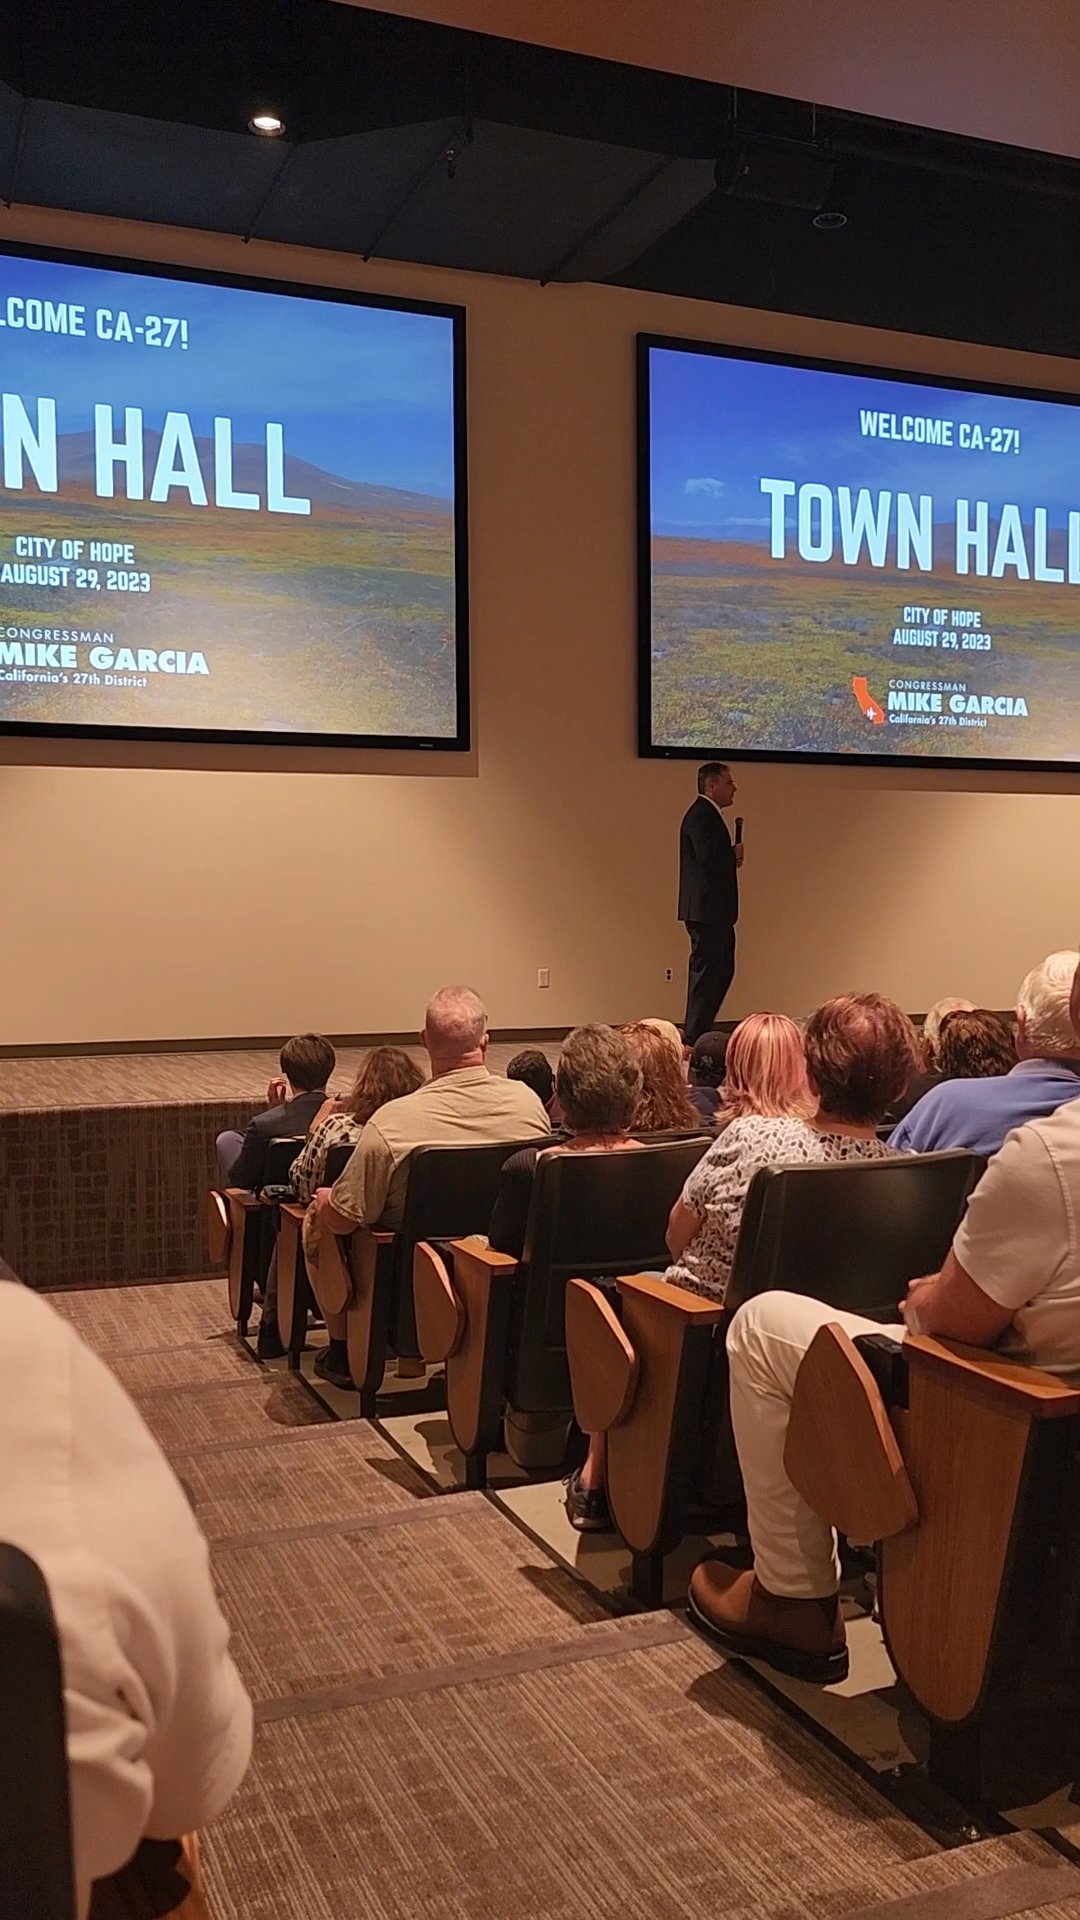 LCOME CA-27!
N HALL
CITY OF HOPE
AUGUST 29, 2023
CONGRESSMAN
MIKE GARCIA
California's 27th District
WELCOME CA-27!
TOWN HALL
CITY OF HOPE
AUGUST 29, 2023
CONGRESSMAN
MIKE GARCIA
California's 27th District